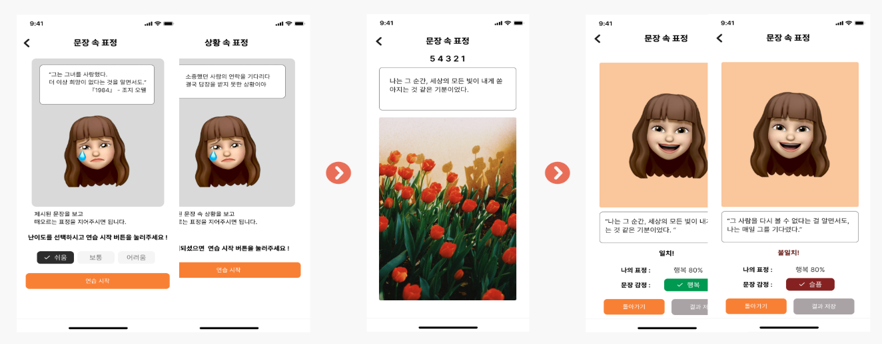 9:41
문장 속 표정
"그는 그녀를 사랑했다.
더 이상 희망이 없다는 것을 알면서도."
『1984』 - 조지 오웰
제시된 문장을 보고
떠오르는 표정을 지어주시면 됩니다.
난이도를 선택하시고 연습 시작 버튼을 눌러주세요 !
쉬움
보통
어려움
연습 시작
상황 속 표정
소중했던 사람의 연락을 기다리다
결국 답장을 받지 못한 상황이야
문장 속 상황을 보고
르는 표정을 지어주시면 됩니다.
되셨으면 연습 시작 버튼을 눌러주세요 !
연습 시작
9:41
문장 속 표정
5 4 3 2 1
나는 그 순간, 세상의 모든 빛이 내게 쏟
아지는 것 같은 기분이었다.
9:41
문장 속 표정
"나는 그 순간, 세상의 모든 빛이 내
는 것 같은 기분이었다. "
일치!
나의 표정 :
행복 80%
문장 감정 :
행복
돌아가기
결과 저
9:41
문장 속 표정
"그 사람을 다시 볼 수 없다는 걸 알면서도,
나는 매일 그를 기다렸다."
불일치!
나의 표정 :
행복 80%
문장 감정 :
슬픔
돌아가기
결과 저장